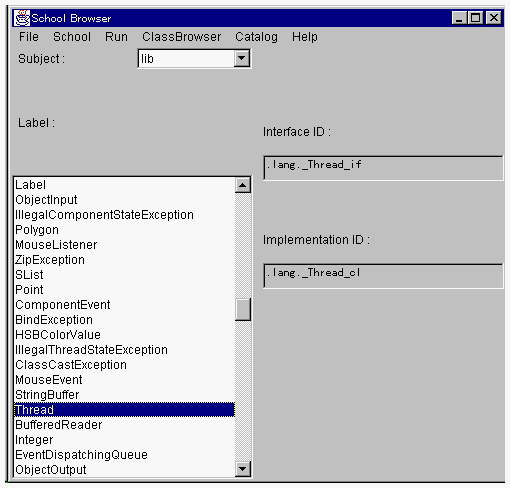 School Browser
File School Run ClassBrowser Catalog Help
Subject : lib
Label :
Interface ID :
.lang._Thread_if
Implementation ID :
.lang._Thread_cl
Label
ObjectInput
IllegalComponentStateException
Polygon
MouseListener
ZipException
SList
Point
ComponentEvent
BindException
HSBColorValue
IllegalThreadStateException
ClassCastException
MouseEvent
StringBuffer
Thread
BufferedReader
Integer
EventDispatchingQueue
ObjectOutput